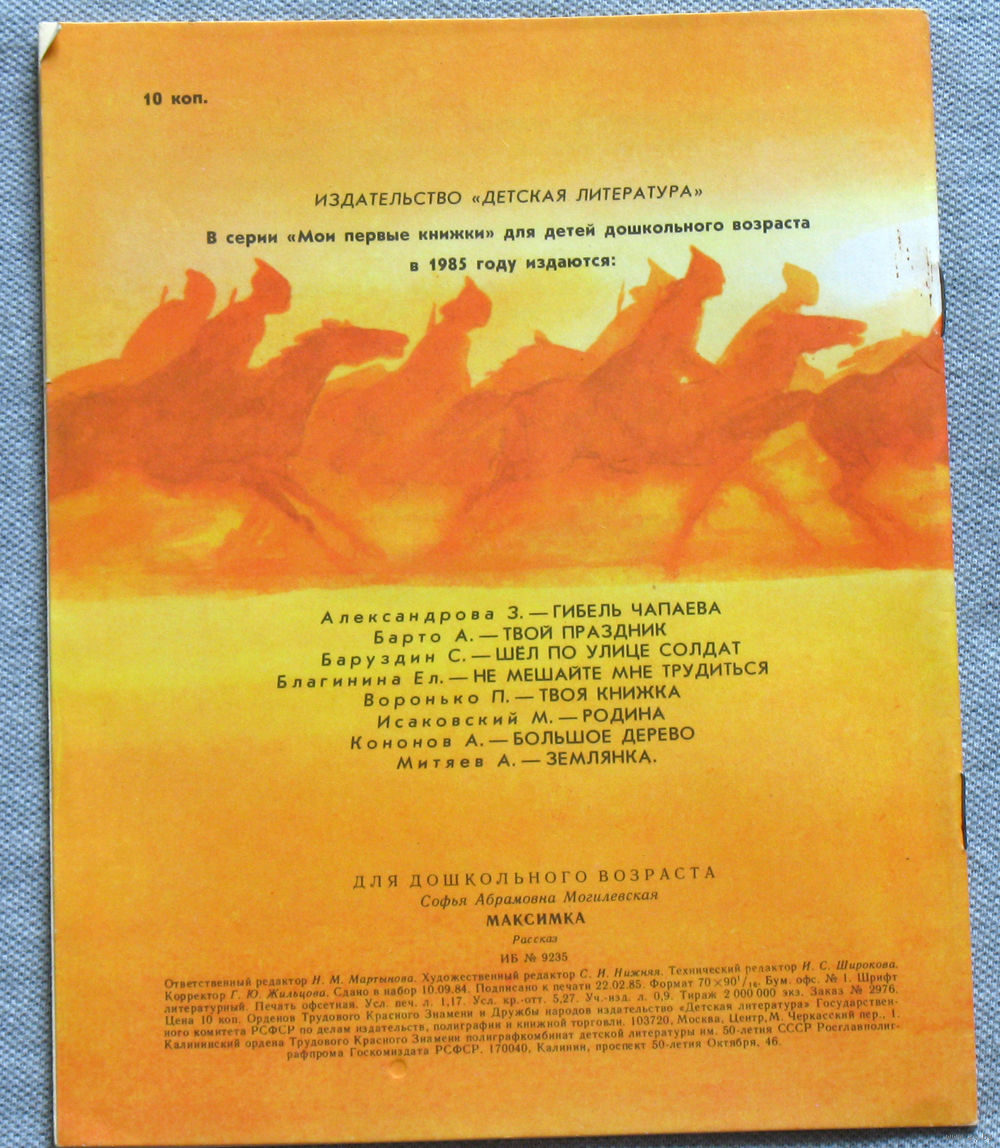 10 коп.
ИЗДАТЕЛЬСТВО «ДЕТСКАЯ ЛИТЕРАТУРА»
В серии «Мои первые книжки» для детей дошкольного возраста
в 1985 году издаются:
Александрова З. — ГИБЕЛЬ ЧАПАЕВА
Барто А. — ТВОЙ ПРАЗДНИК
Баруздин С. — ШЁЛ ПО УЛИЦЕ СОЛДАТ
Благинина Ел. — НЕ МЕШАЙТЕ МНЕ ТРУДИТЬСЯ
Воронько П. — ТВОЯ КНИЖКА
Исаковский М. — РОДИНА
Кононов А. — БОЛЬШОЕ ДЕРЕВО
Митяев А. — ЗЕМЛЯНКА.
ДЛЯ ДОШКОЛЬНОГО ВОЗРАСТА
Софья Абрамовна Могилевская
МАКСИМКА
Рассказ
ИБ № 9235
Ответственный редактор Н. М. Мартынова. Художественный редактор С. И. Нижняя. Технический редактор И. С. Широкова.
Корректор Г. Ю. Жильцова. Сдано в набор 10.09.84. Подписано к печати 22.02.85. Формат 70×90¹/₁₆. Бум. офс. № 1. Шрифт
литературный. Печать офсетная. Усл. печ. л. 1,17. Усл. кр.-отт. 5,27. Уч.-изд. л. 0,9. Тираж 2 000 000 экз. Заказ № 2976.
Цена 10 коп. Орденов Трудового Красного Знамени и Дружбы народов издательство «Детская литература» Государствен-
ного комитета РСФСР по делам издательств, полиграфии и книжной торговли. 103720, Москва, Центр, М. Черкасский пер., 1.
Калининский ордена Трудового Красного Знамени полиграфкомбинат детской литературы им. 50-летия СССР Росглавполиг-
рафпрома Госкомиздата РСФСР. 170040, Калинин, проспект 50-летия Октября, 46.